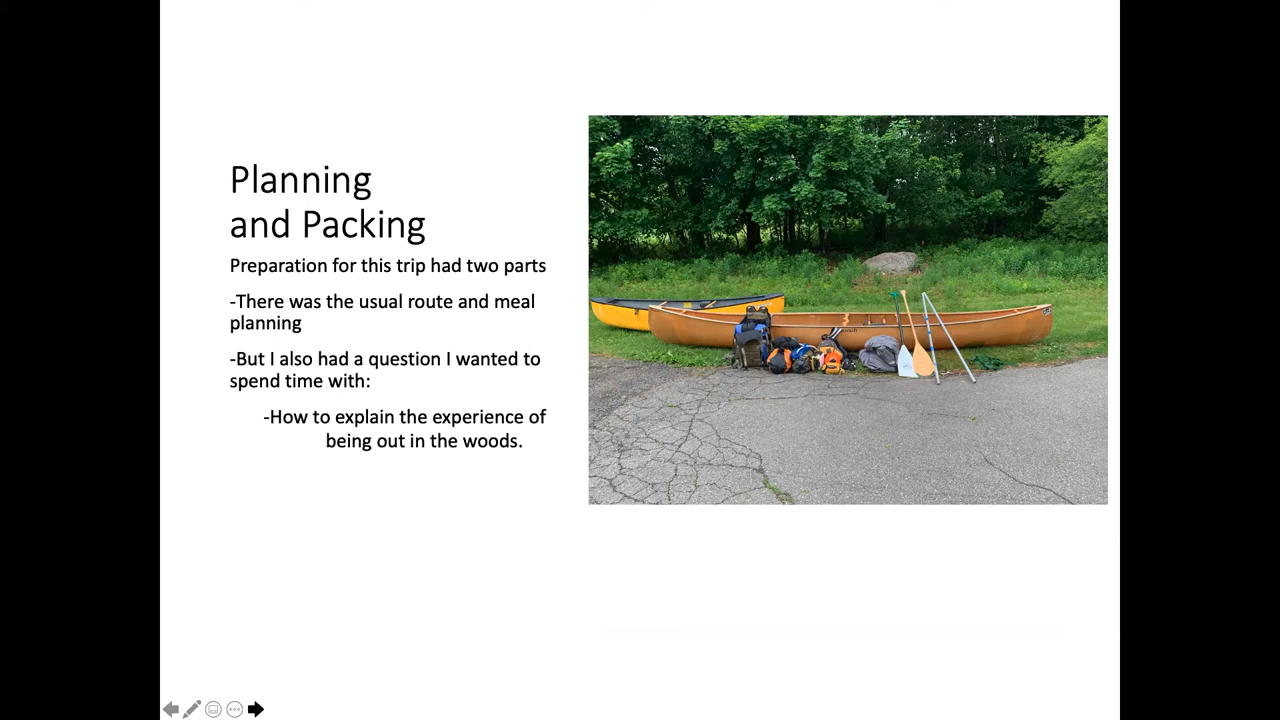 Planning
and Packing
Preparation for this trip had two parts
-There was the usual route and meal
planning
-But I also had a question I wanted to
spend time with:
-How to explain the experience of
being out in the woods.